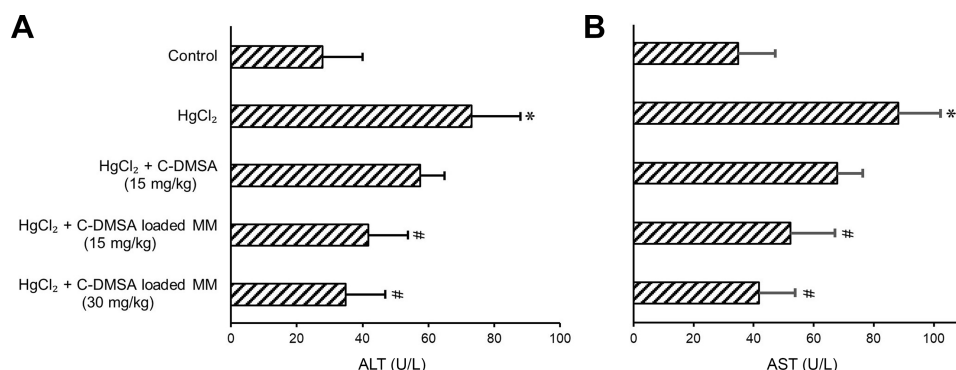 A
Control
HgCl₂
HgCl₂ + C-DMSA
(15 mg/kg)
HgCl₂ + C-DMSA loaded MM
(15 mg/kg)
HgCl₂ + C-DMSA loaded MM
(30 mg/kg)
*
#
#
0 20 40 60 80 100
ALT (U/L)
B
*
#
#
0 20 40 60 80 100
AST (U/L)